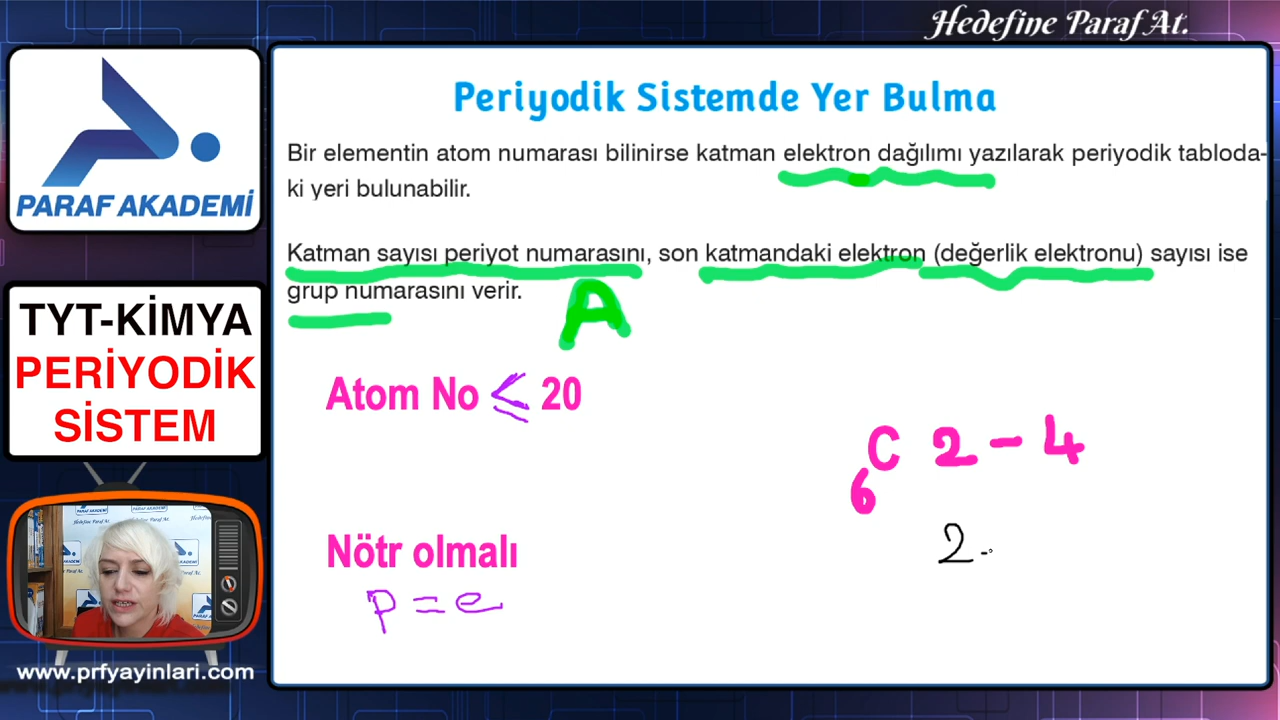 Hedefine Paraf At.
PARAF AKADEMİ
TYT-KİMYA
PERİYODİK
SİSTEM
www.prfyayinlari.com
Periyodik Sistemde Yer Bulma
Bir elementin atom numarası bilinirse katman elektron dağılımı yazılarak periyodik tabloda-
ki yeri bulunabilir.
Katman sayısı periyot numarasını, son katmandaki elektron (değerlik elektronu) sayısı ise
grup numarasını verir.
A
Atom No ≤ 20
6C 2 - 4
2 -
Nötr olmalı
p = e